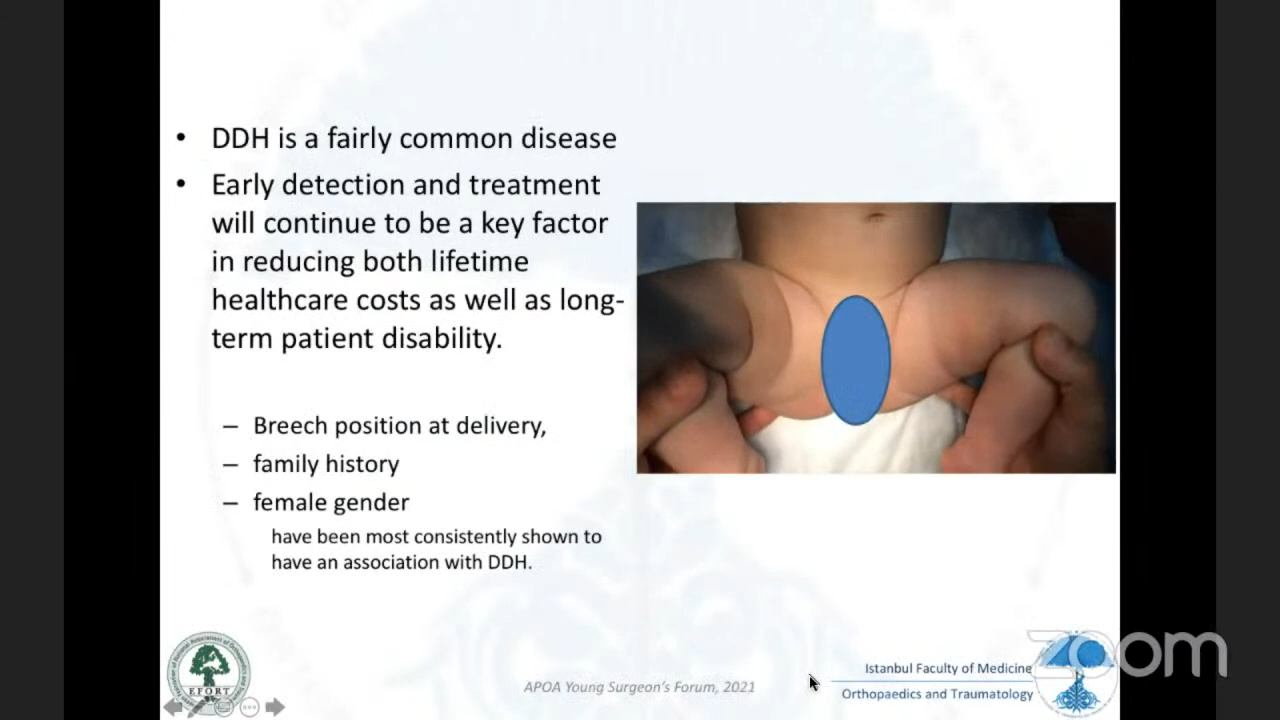 • DDH is a fairly common disease
• Early detection and treatment
will continue to be a key factor
in reducing both lifetime
healthcare costs as well as long-
term patient disability.
– Breech position at delivery,
– family history
– female gender
have been most consistently shown to
have an association with DDH.
EFORT
APOA Young Surgeon's Forum, 2021
Istanbul Faculty of Medicine
Orthopaedics and Traumatology
zoom